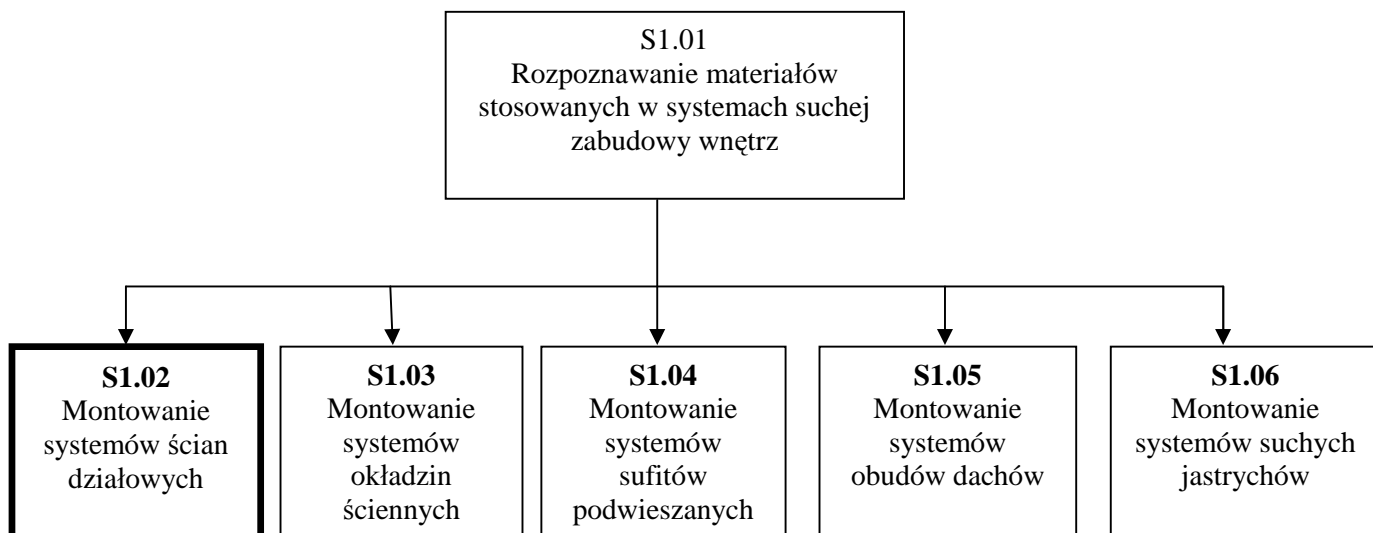 S1.01
Rozpoznawanie materiałów
stosowanych w systemach suchej
zabudowy wnętrz
S1.02
Montowanie
systemów ścian
działowych
S1.03
Montowanie
systemów
okładzin
ściennych
S1.04
Montowanie
systemów
sufitów
podwieszanych
S1.05
Montowanie
systemów
obudów dachów
S1.06
Montowanie
systemów suchych
jastrychów